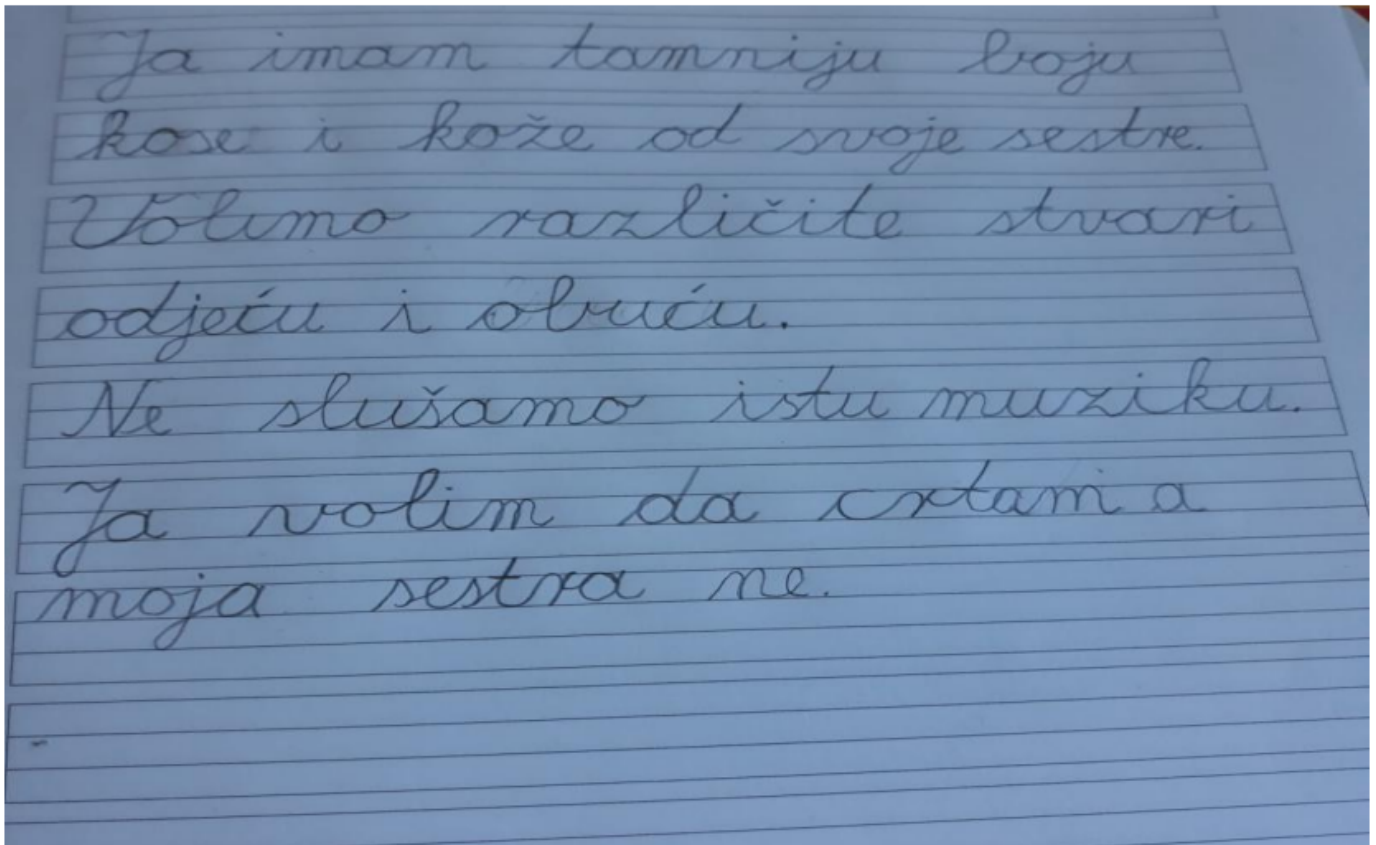 Ja imam tamniju boju
kose i kože od svoje sestre.
Volimo različite stvari
odjeću i obuću.
Ne slušamo istu muziku.
Ja volim da crtam a
moja sestra ne.